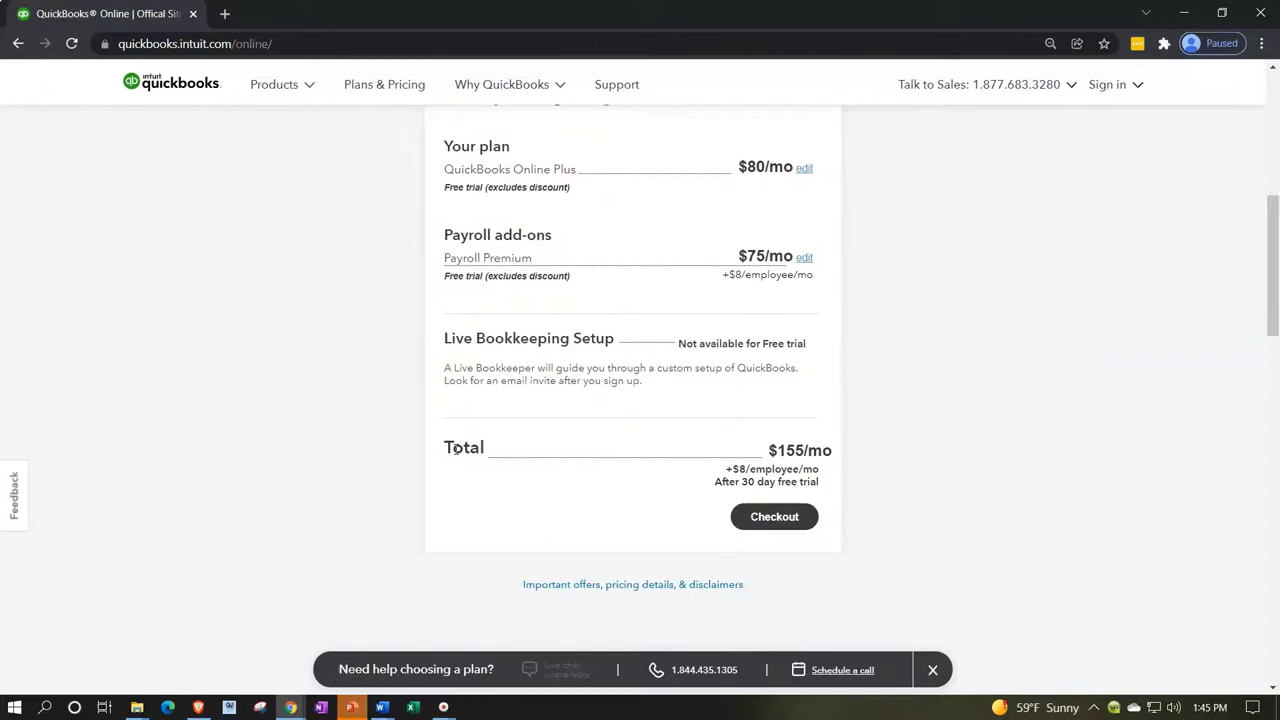 QuickBooks® Online | Offical Site
quickbooks.intuit.com/online/
Paused
intuit quickbooks.
Products
Plans & Pricing
Why QuickBooks
Support
Talk to Sales: 1.877.683.3280
Sign in
Your plan
QuickBooks Online Plus
$80/mo edit
Free trial (excludes discount)
Payroll add-ons
Payroll Premium
$75/mo edit
Free trial (excludes discount)
+$8/employee/mo
Live Bookkeeping Setup
Not available for Free trial
A Live Bookkeeper will guide you through a custom setup of QuickBooks.
Look for an email invite after you sign up.
Total
$155/mo
+$8/employee/mo
After 30 day free trial
Checkout
Important offers, pricing details, & disclaimers
Feedback
Need help choosing a plan?
Live chat
unavailable
1.844.435.1305
Schedule a call
59°F Sunny
1:45 PM